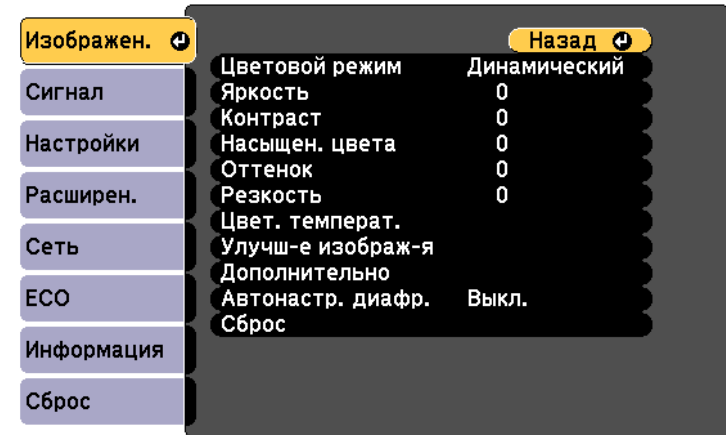 Изображен.
Сигнал
Настройки
Расширен.
Сеть
ECO
Информация
Сброс
Назад
Цветовой режим Динамический
Яркость 0
Контраст 0
Насыщен. цвета 0
Оттенок 0
Резкость 0
Цвет. температ.
Улучш-е изображ-я
Дополнительно
Автонастр. диафр. Выкл.
Сброс